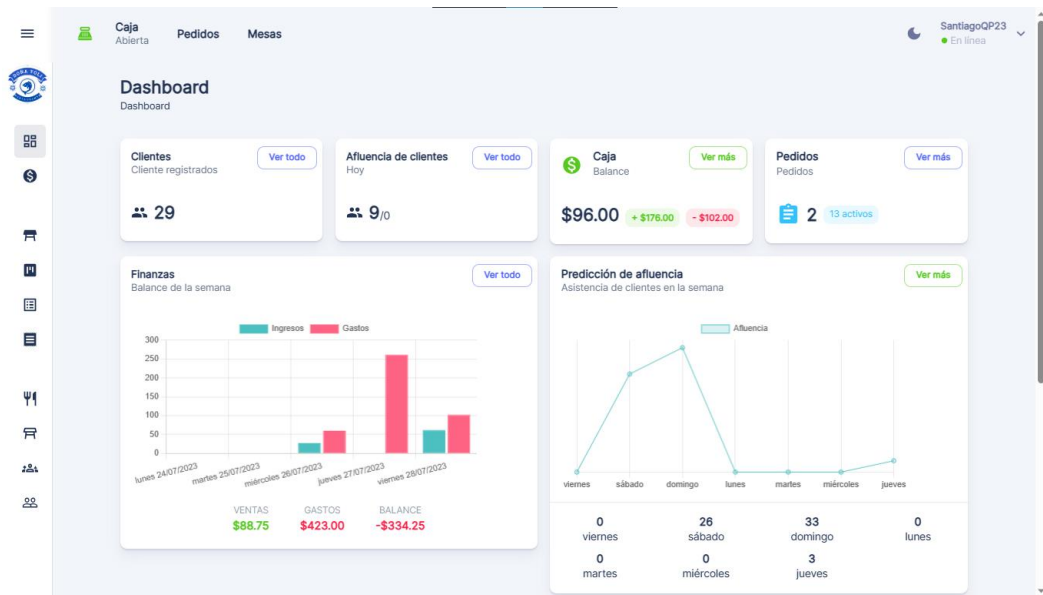 Caja
Abierta
Pedidos
Mesas
SantiagoQP23
En línea
Dashboard
Dashboard
Clientes
Cliente registrados
Ver todo
29
Afluencia de clientes
Hoy
Ver todo
9/0
Caja
Balance
Ver más
$96.00
+ $176.00
- $102.00
Pedidos
Pedidos
Ver más
2
13 activos
Finanzas
Balance de la semana
Ver todo
Ingresos
Gastos
300
250
200
150
100
50
0
lunes 24/07/2023
martes 25/07/2023
miércoles 26/07/2023
jueves 27/07/2023
viernes 28/07/2023
VENTAS
GASTOS
BALANCE
$88.75
$423.00
-$334.25
Predicción de afluencia
Asistencia de clientes en la semana
Ver más
Afluencia
viernes
sábado
domingo
lunes
martes
miércoles
jueves
0
26
33
0
viernes
sábado
domingo
lunes
0
0
3
martes
miércoles
jueves